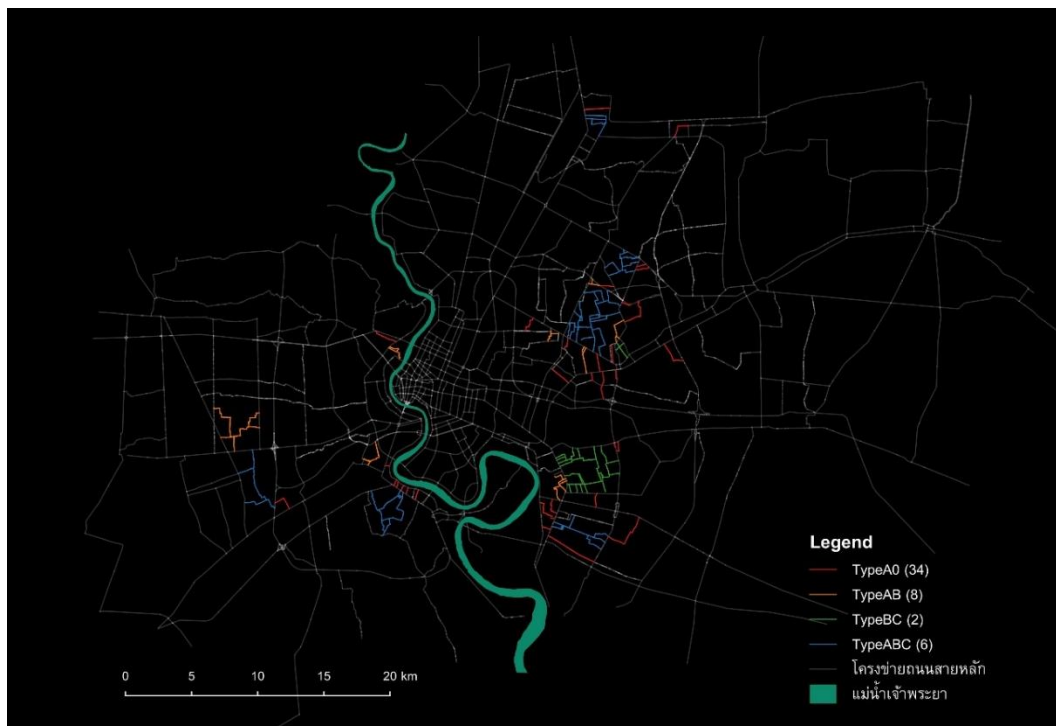 Legend
TypeA0 (34)
TypeAB (8)
TypeBC (2)
TypeABC (6)
โครงข่ายถนนสายหลัก
แม่น้ำเจ้าพระยา
0 5 10 15 20 km